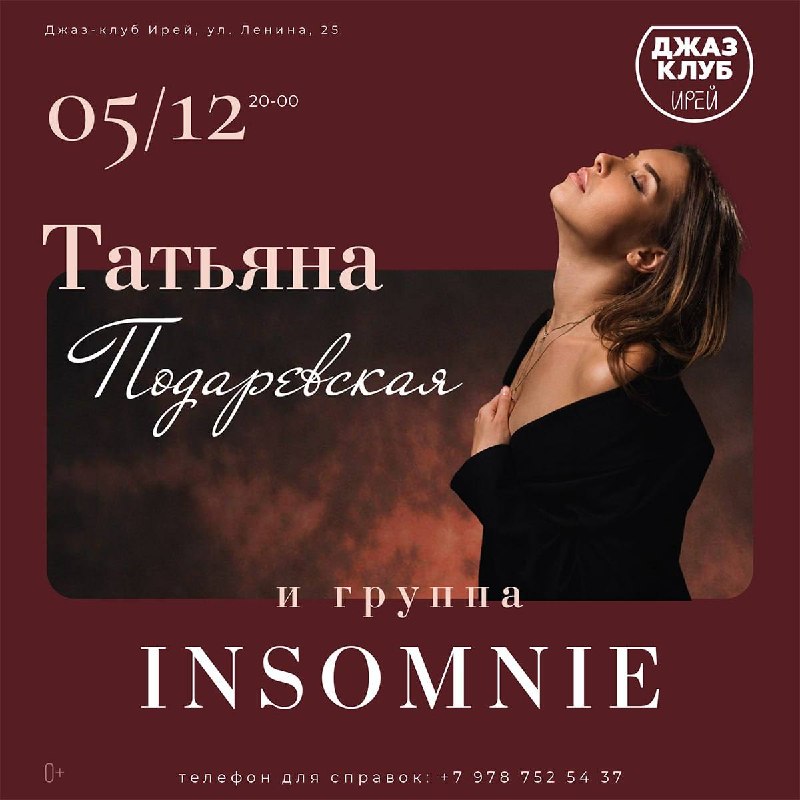 Джаз-клуб Ирей, ул. Ленина, 25
ДЖАЗ
КЛУБ
ИРЕЙ
05/12 20-00
Татьяна
Подаревская
и группа
INSOMNIE
0+
телефон для справок: +7 978 752 54 37